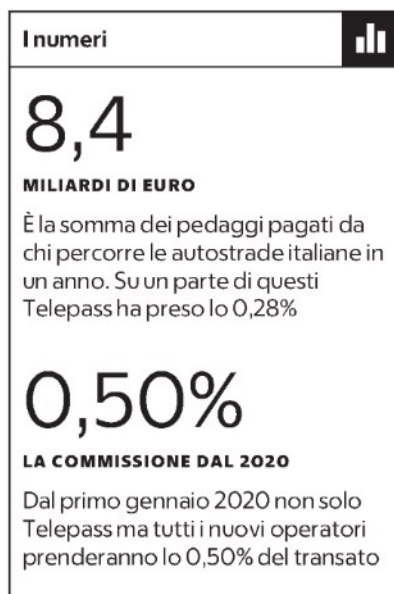 I numeri
8,4
MILIARDI DI EURO
È la somma dei pedaggi pagati da
chi percorre le autostrade italiane in
un anno. Su un parte di questi
Telepass ha preso lo 0,28%
0,50%
LA COMMISSIONE DAL 2020
Dal primo gennaio 2020 non solo
Telepass ma tutti i nuovi operatori
prenderanno lo 0,50% del transato